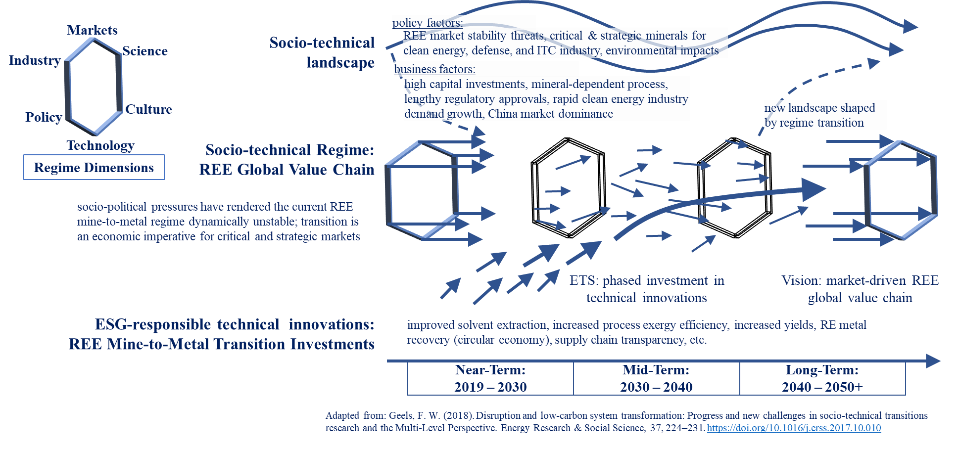 Markets
Science
Industry
Policy
Culture
Technology
Regime Dimensions
Socio-technical
landscape
policy factors:
REE market stability threats, critical & strategic minerals for
clean energy, defense, and ITC industry, environmental impacts
business factors:
high capital investments, mineral-dependent process,
lengthy regulatory approvals, rapid clean energy industry
demand growth, China market dominance
new landscape shaped
by regime transition
Socio-technical Regime:
REE Global Value Chain
socio-political pressures have rendered the current REE
mine-to-metal regime dynamically unstable; transition is
an economic imperative for critical and strategic markets
ETS: phased investment in
technical innovations
Vision: market-driven REE
global value chain
ESG-responsible technical innovations:
REE Mine-to-Metal Transition Investments
improved solvent extraction, increased process exergy efficiency, increased yields, RE metal
recovery (circular economy), supply chain transparency, etc.
Near-Term:
2019 – 2030
Mid-Term:
2030 – 2040
Long-Term:
2040 – 2050+
Adapted from: Geels, F. W. (2018). Disruption and low-carbon system transformation: Progress and new challenges in socio-technical transitions
research and the Multi-Level Perspective. Energy Research & Social Science, 37, 224–231. https://doi.org/10.1016/j.erss.2017.10.010